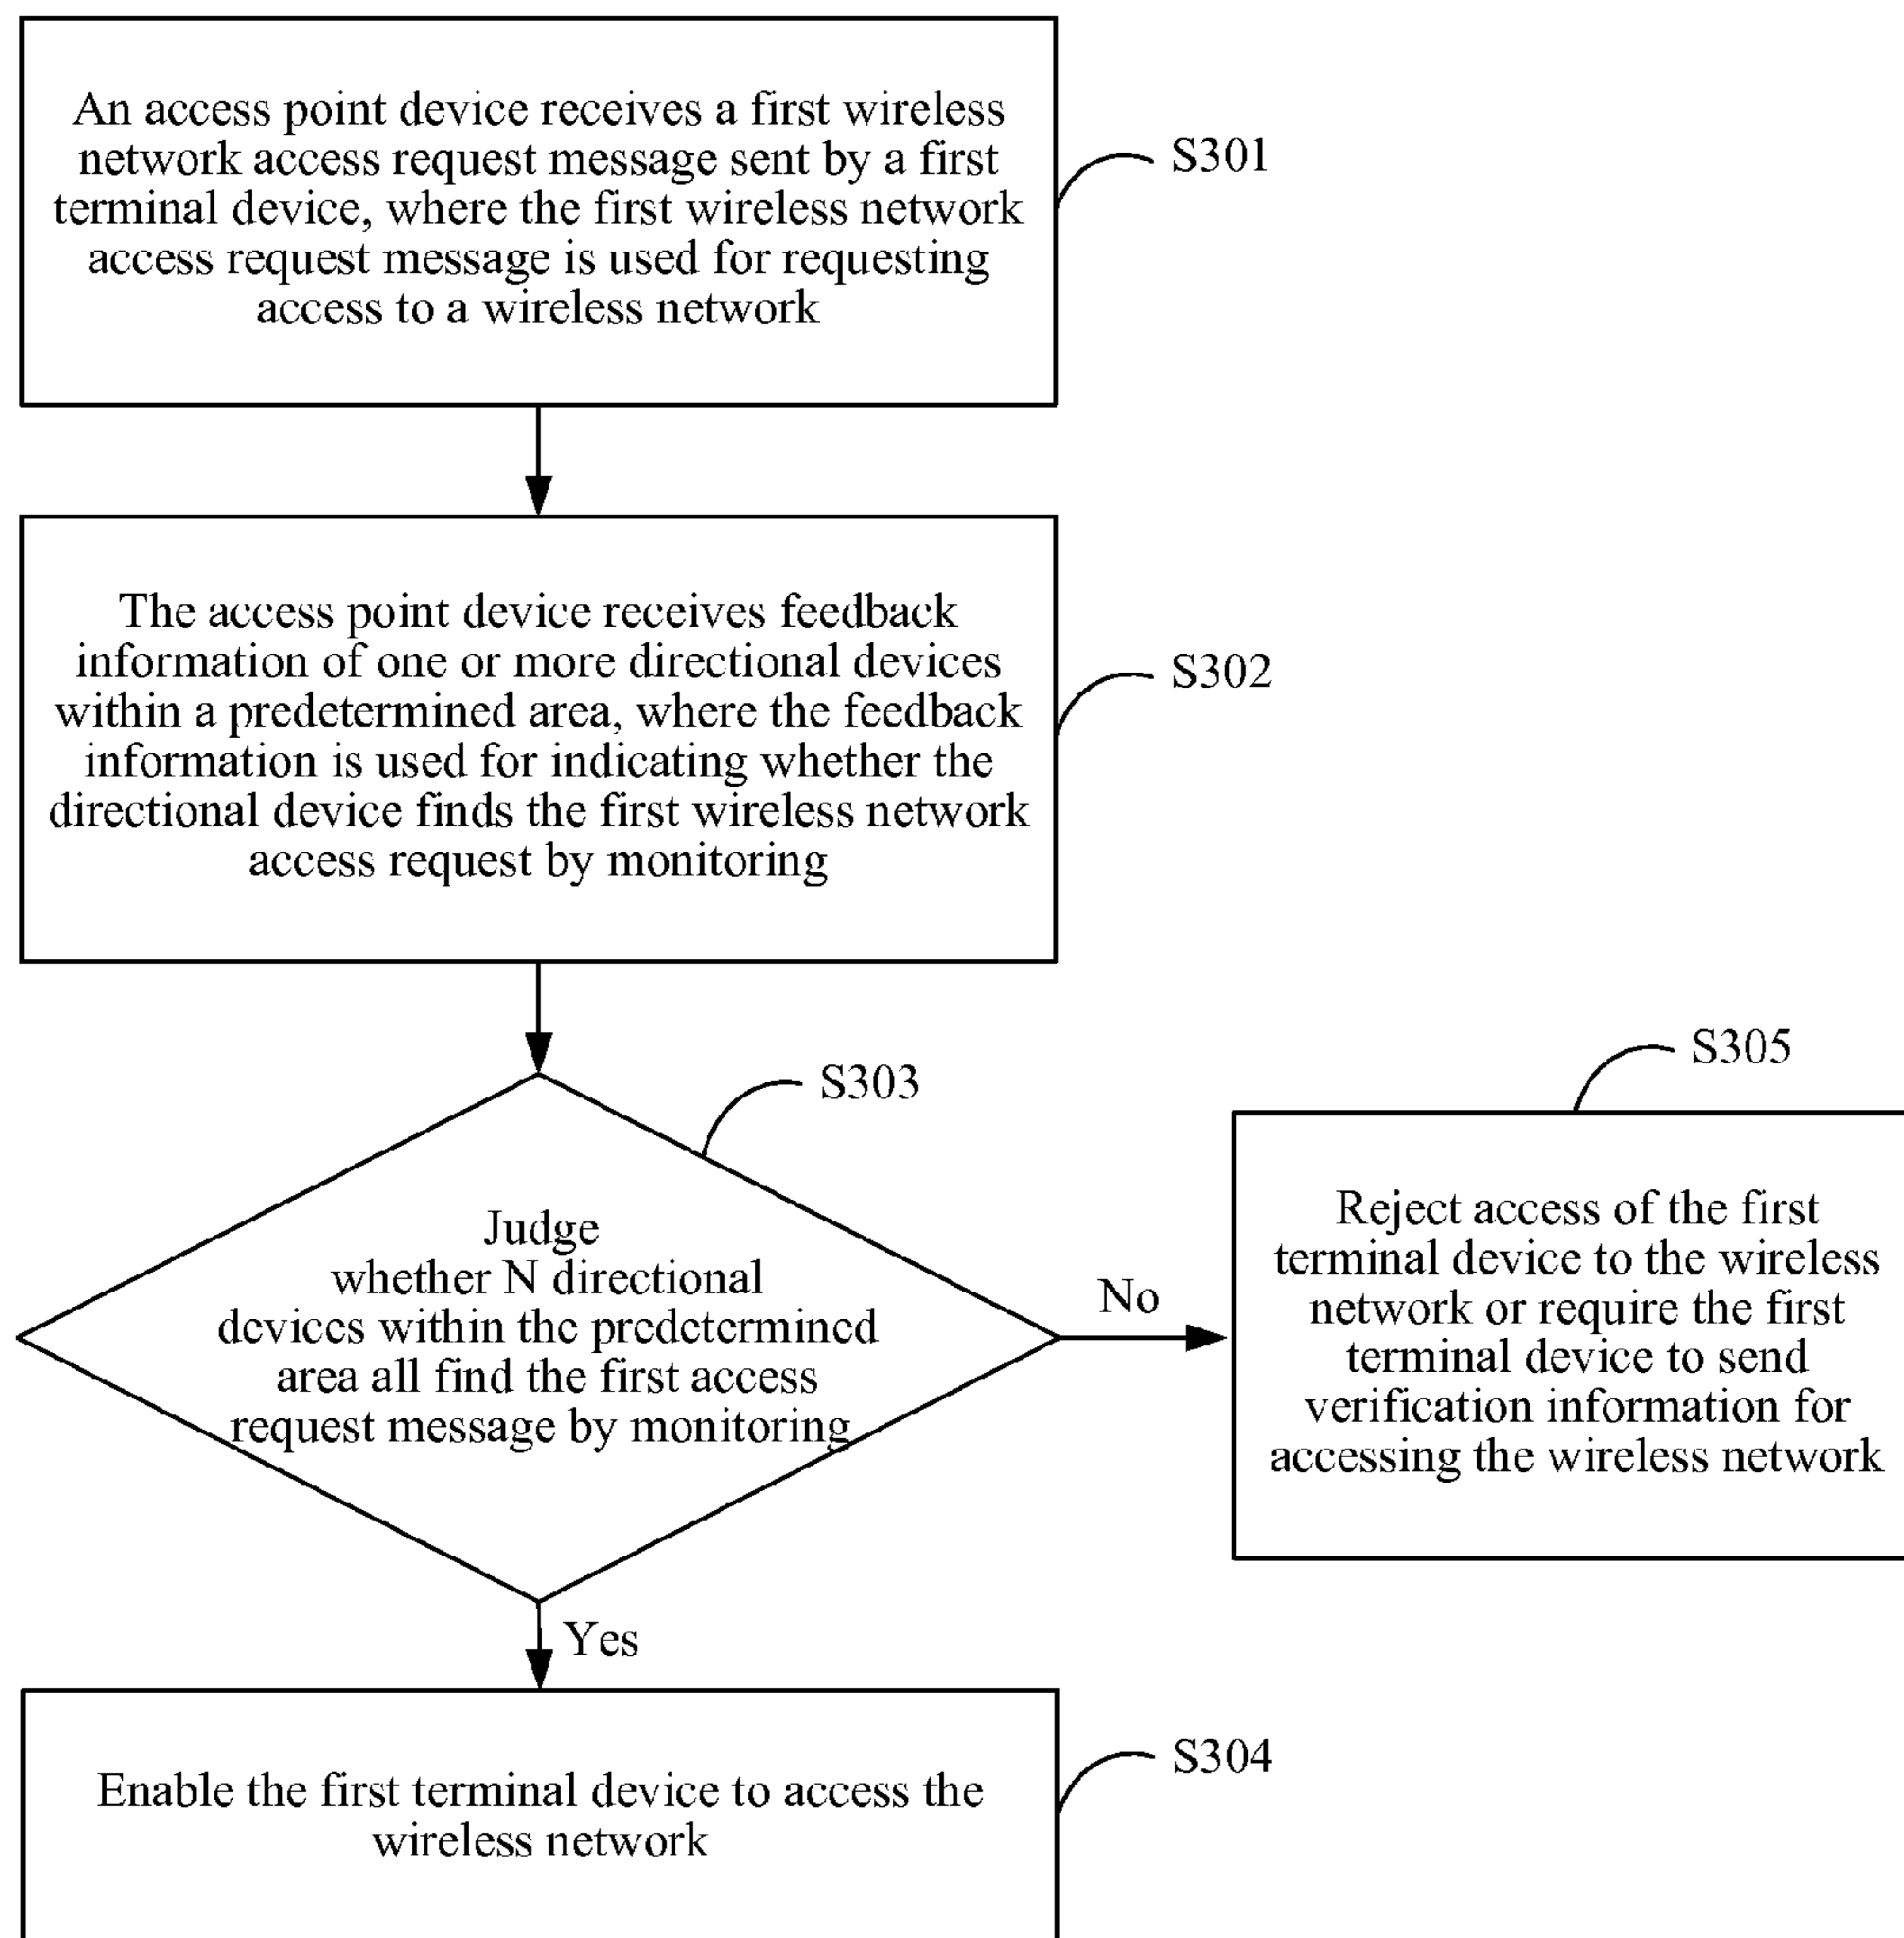 An access point device receives a first wireless
network access request message sent by a first
terminal device, where the first wireless network
access request message is used for requesting
access to a wireless network
S301
The access point device receives feedback
information of one or more directional devices
within a predetermined area, where the feedback
information is used for indicating whether the
directional device finds the first wireless network
access request by monitoring
S302
S303
Judge
whether N directional
devices within the predetermined
area all find the first access
request message by monitoring
No
S305
Reject access of the first
terminal device to the wireless
network or require the first
terminal device to send
verification information for
accessing the wireless network
Yes
Enable the first terminal device to access the
wireless network
S304